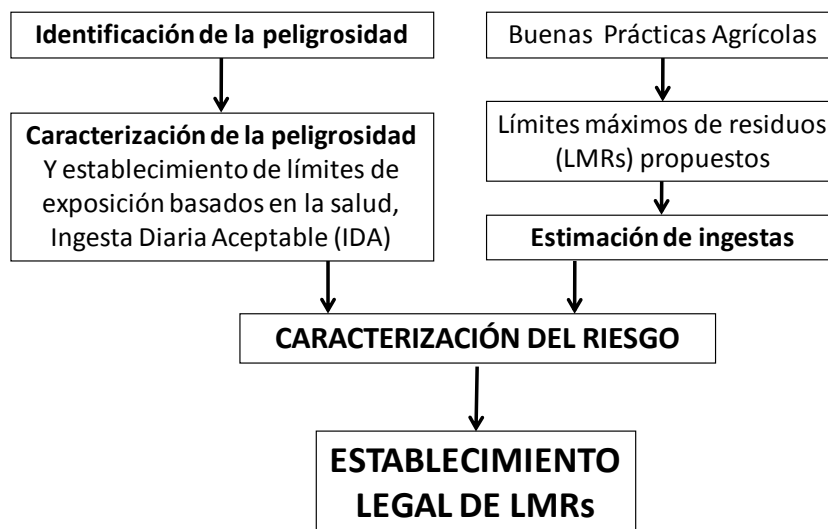 Identificación de la peligrosidad
Caracterización de la peligrosidad
Y establecimiento de límites de
exposición basados en la salud,
Ingesta Diaria Aceptable (IDA)
Buenas Prácticas Agrícolas
Límites máximos de residuos
(LMRs) propuestos
Estimación de ingestas
CARACTERIZACIÓN DEL RIESGO
ESTABLECIMIENTO
LEGAL DE LMRs